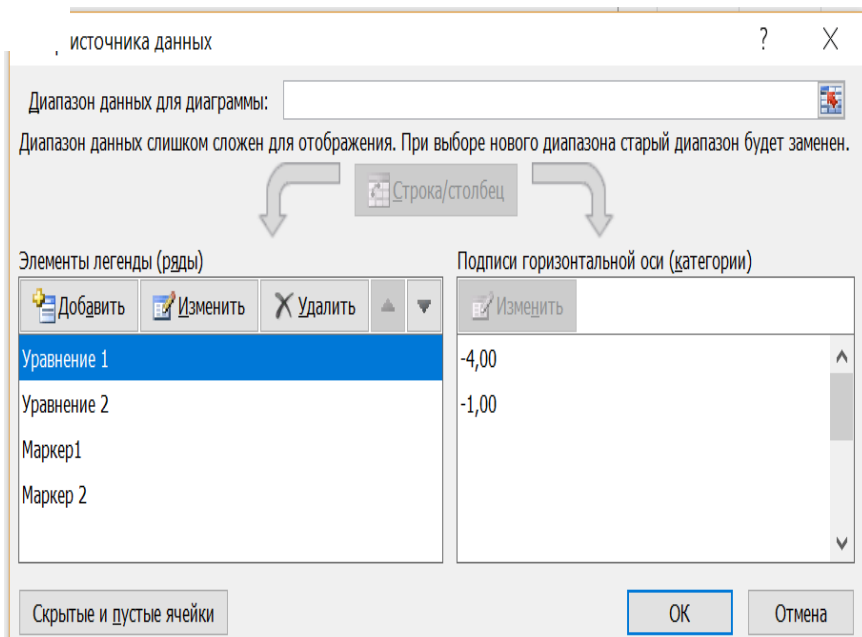 источника данных
?
X
Диапазон данных для диаграммы:
Диапазон данных слишком сложен для отображения. При выборе нового диапазона старый диапазон будет заменен.
Строка/столбец
Элементы легенды (ряды)
Добавить
Изменить
Удалить
Уравнение 1
Уравнение 2
Маркер1
Маркер 2
Подписи горизонтальной оси (категории)
Изменить
-4,00
-1,00
Скрытые и пустые ячейки
ОК
Отмена